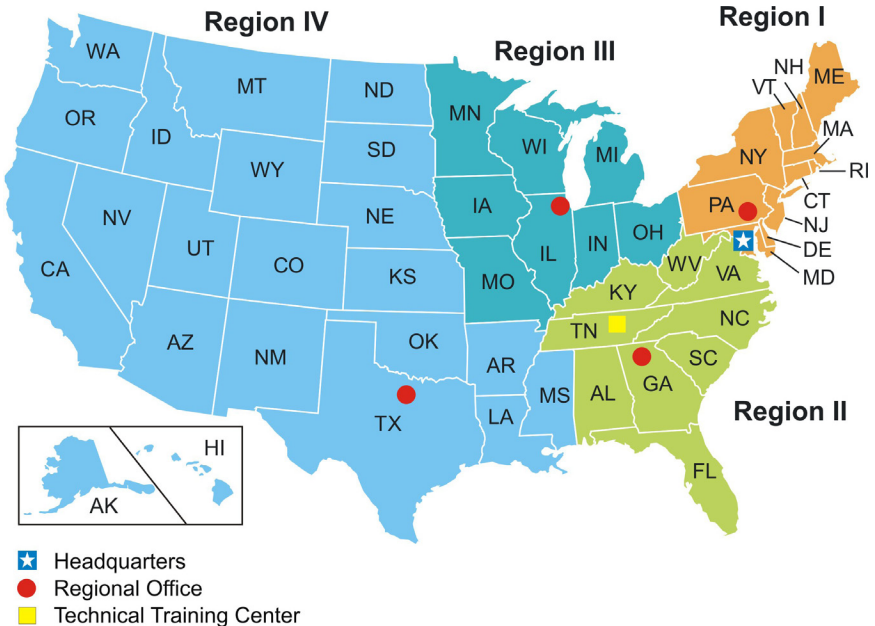 Region IV
Region III
Region I
WA
MT
ND
MN
NH
VT
ME
OR
ID
SD
WI
MI
NY
MA
WY
RI
NV
NE
IA
PA
CT
NJ
UT
CO
IL
IN
OH
DE
CA
KS
MO
WV
VA
MD
KY
NC
AZ
NM
OK
TN
AR
SC
TX
LA
MS
AL
GA
Region II
HI
FL
AK
Headquarters
Regional Office
Technical Training Center